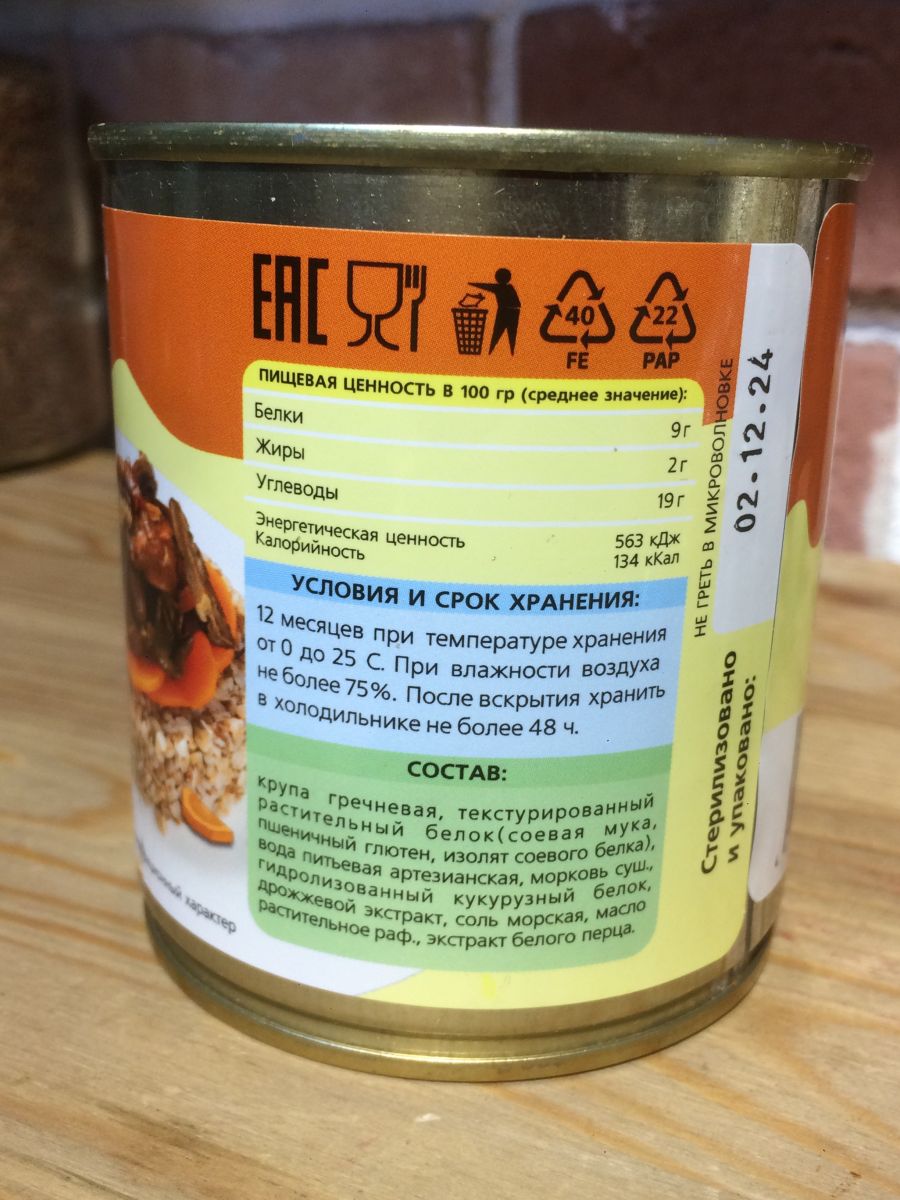 ЕАС
40
FE
22
PAP
ПИЩЕВАЯ ЦЕННОСТЬ В 100 гр (среднее значение):
Белки 9г
Жиры 2г
Углеводы 19г
Энергетическая ценность 563 кДж
Калорийность 134 кКал
УСЛОВИЯ И СРОК ХРАНЕНИЯ:
12 месяцев при температуре хранения
от 0 до 25 С. При влажности воздуха
не более 75%. После вскрытия хранить
в холодильнике не более 48 ч.
СОСТАВ:
крупа гречневая, текстурированный
растительный белок(соевая мука,
пшеничный глютен, изолят соевого белка),
вода питьевая артезианская, морковь суш.,
гидролизованный кукурузный белок,
дрожжевой экстракт, соль морская, масло
растительное раф., экстракт белого перца.
характер
НЕ ГРЕТЬ В МИКРОВОЛНОВКЕ
Стерилизовано
и упаковано:
02.12.24